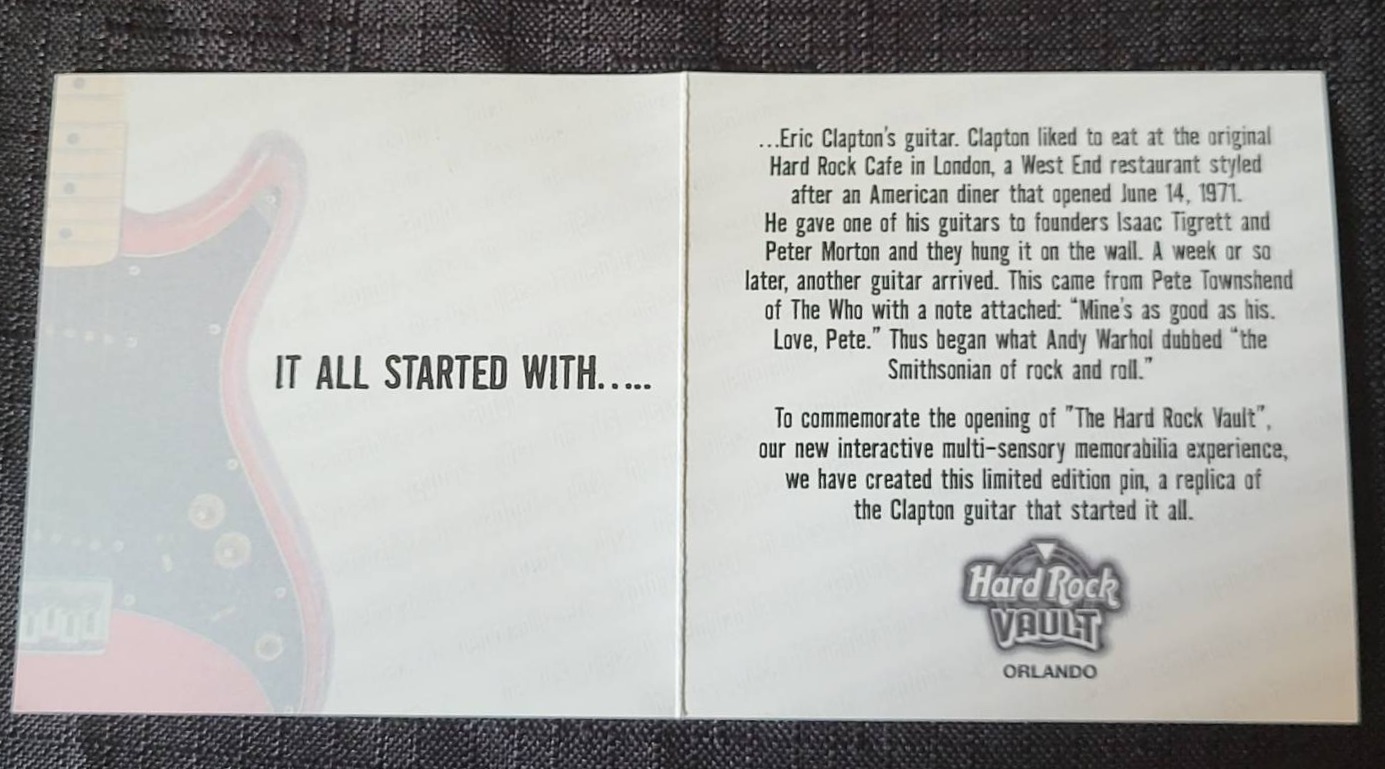 IT ALL STARTED WITH.....
...Eric Clapton's guitar. Clapton liked to eat at the original
Hard Rock Cafe in London, a West End restaurant styled
after an American diner that opened June 14, 1971.
He gave one of his guitars to founders Isaac Tigrett and
Peter Morton and they hung it on the wall. A week or so
later, another guitar arrived. This came from Pete Townshend
of The Who with a note attached: “Mine's as good as his.
Love, Pete.” Thus began what Andy Warhol dubbed “the
Smithsonian of rock and roll.”
To commemorate the opening of "The Hard Rock Vault",
our new interactive multi-sensory memorabilia experience,
we have created this limited edition pin, a replica of
the Clapton guitar that started it all.
Hard Rock
VAULT
ORLANDO